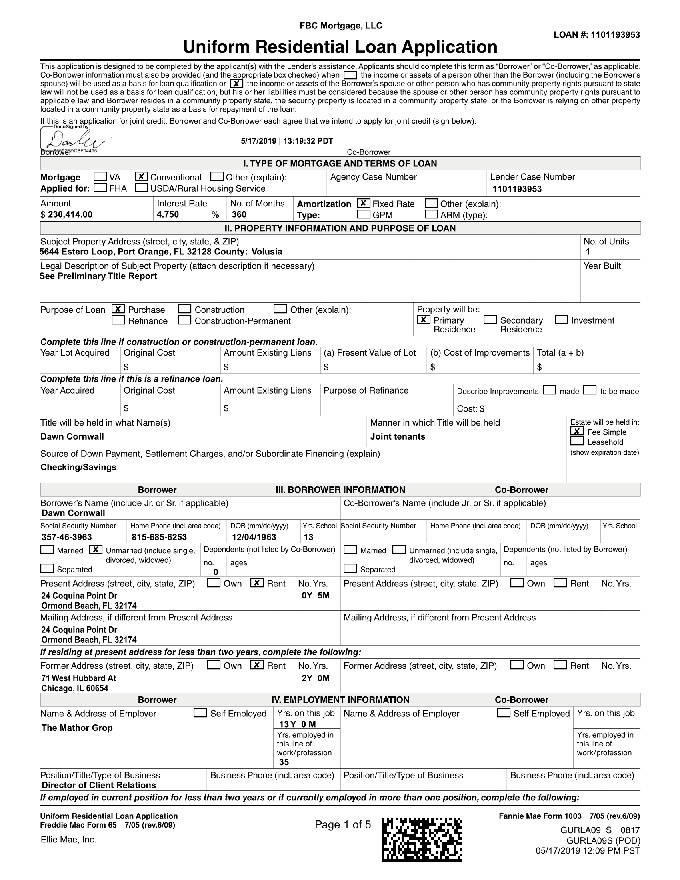 FBC Mortgage, LLC
LOAN #: 1101193953
Uniform Residential Loan Application
This application is designed to be completed by the applicant(s) with the Lender's assistance. Applicants should complete this form as "Borrower" or "Co-Borrower," as applicable.
Co-Borrower information must also be provided (and the appropriate box checked) when the income or assets of a person other than the Borrower (including the Borrower's
spouse) will be used as a basis for loan qualification or X the income or assets of the Borrower's spouse or other person who has community property rights pursuant to state
law will not be used as a basis for loan qualification, but his or her liabilities must be considered because the spouse or other person has community property rights pursuant to
applicable law and Borrower resides in a community property state, the security property is located in a community property state, or the Borrower is relying on other property
located in a community property state as a basis for repayment of the loan.
If this is an application for joint credit, Borrower and Co-Borrower each agree that we intend to apply for joint credit (sign below).
DocuSigned by:
5/17/2019 | 13:19:32 PDT
Borrower Co-Borrower
I. TYPE OF MORTGAGE AND TERMS OF LOAN
Mortgage VA X Conventional Other (explain): Agency Case Number Lender Case Number
Applied for: FHA USDA/Rural Housing Service 1101193953
Amount Interest Rate No. of Months Amortization X Fixed Rate Other (explain):
$ 230,414.00 4.750 % 360 Type: GPM ARM (type):
II. PROPERTY INFORMATION AND PURPOSE OF LOAN
Subject Property Address (street, city, state, & ZIP) No. of Units
5644 Estero Loop, Port Orange, FL 32128 County: Volusia 1
Legal Description of Subject Property (attach description if necessary) Year Built
See Preliminary Title Report
Purpose of Loan X Purchase Construction Other (explain): Property will be:
Refinance Construction-Permanent X Primary Residence Secondary Residence Investment
Complete this line if construction or construction-permanent loan.
Year Lot Acquired Original Cost Amount Existing Liens (a) Present Value of Lot (b) Cost of Improvements Total (a + b)
$ $ $ $ $
Complete this line if this is a refinance loan.
Year Acquired Original Cost Amount Existing Liens Purpose of Refinance Describe Improvements made to be made
$ $ Cost: $
Title will be held in what Name(s) Manner in which Title will be held Estate will be held in:
Dawn Cornwall Joint tenants X Fee Simple
Leasehold
Source of Down Payment, Settlement Charges, and/or Subordinate Financing (explain) (show expiration date)
Checking/Savings
Borrower III. BORROWER INFORMATION Co-Borrower
Borrower's Name (include Jr. or Sr. if applicable) Co-Borrower's Name (include Jr. or Sr. if applicable)
Dawn Cornwall
Social Security Number Home Phone (incl. area code) DOB (mm/dd/yyyy) Yrs. School Social Security Number Home Phone (incl. area code) DOB (mm/dd/yyyy) Yrs. School
357-46-3963 815-685-8253 12/04/1963 13
Married X Unmarried (include single, Dependents (not listed by Co-Borrower) Married Unmarried (include single, Dependents (not listed by Borrower)
divorced, widowed) no. ages divorced, widowed) no. ages
Separated 0 Separated
Present Address (street, city, state, ZIP) Own X Rent No. Yrs. Present Address (street, city, state, ZIP) Own Rent No. Yrs.
24 Coquina Point Dr 0Y 5M
Ormond Beach, FL 32174
Mailing Address, if different from Present Address Mailing Address, if different from Present Address
24 Coquina Point Dr
Ormond Beach, FL 32174
If residing at present address for less than two years, complete the following:
Former Address (street, city, state, ZIP) Own X Rent No. Yrs. Former Address (street, city, state, ZIP) Own Rent No. Yrs.
71 West Hubbard At 2Y 0M
Chicago, IL 60654
Borrower IV. EMPLOYMENT INFORMATION Co-Borrower
Name & Address of Employer Self Employed Yrs. on this job Name & Address of Employer Self Employed Yrs. on this job
The Mathor Grop 13 Y 0 M
Yrs. employed in this line of work/profession Yrs. employed in this line of work/profession
35
Position/Title/Type of Business Business Phone (incl. area code) Position/Title/Type of Business Business Phone (incl. area code)
Director of Client Relations
If employed in current position for less than two years or if currently employed in more than one position, complete the following:
Uniform Residential Loan Application Fannie Mae Form 1003 7/05 (rev.6/09)
Freddie Mac Form 65 7/05 (rev.6/09)
Page 1 of 5
Ellie Mae, Inc.
GURLA09_S 0817
GURLA09S (POD)
05/17/2019 12:09 PM PST